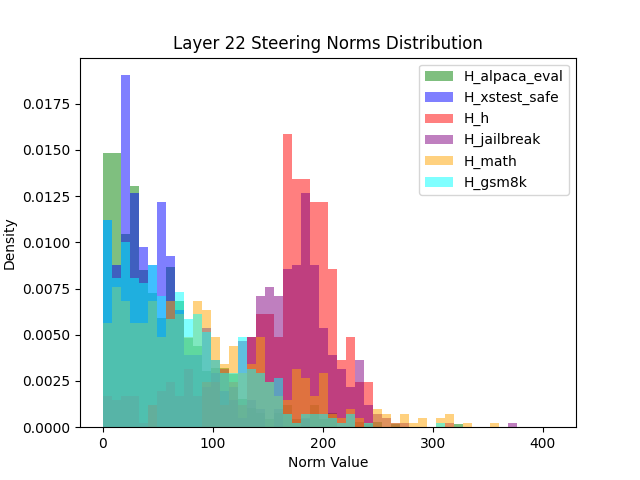 Layer 22 Steering Norms Distribution
H_alpaca_eval
H_xstest_safe
H_h
H_jailbreak
H_math
H_gsm8k
0.0175
0.0150
0.0125
0.0100
0.0075
0.0050
0.0025
0.0000
Density
0 100 200 300 400
Norm Value